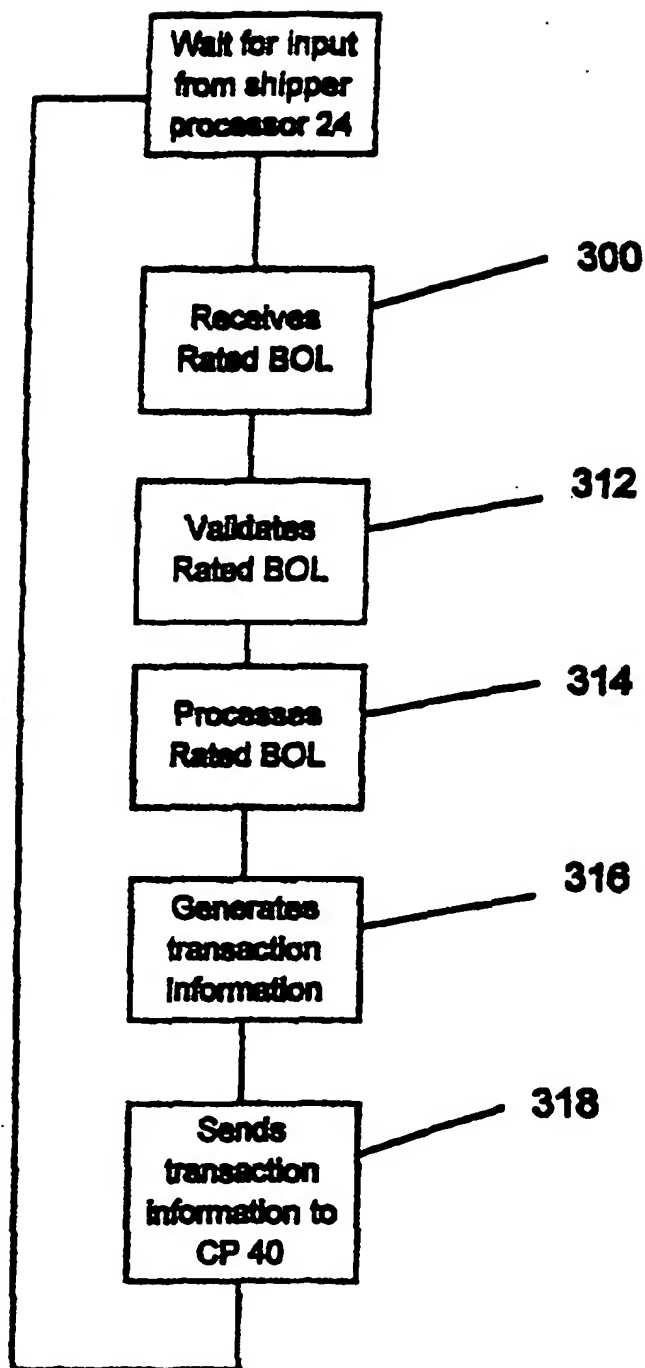 Wait for input
from shipper
processor 24
300
Receives
Rated BOL
312
Validates
Rated BOL
314
Processes
Rated BOL
316
Generates
transaction
information
318
Sends
transaction
information to
CP 40